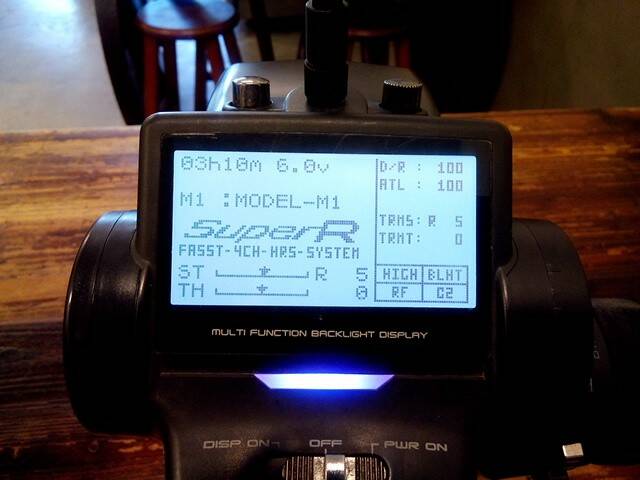 03h10m 6.0v
M1 :MODEL-M1
SuperR
FASST-4CH-HRS-SYSTEM
ST R 5
TH 0
D/R : 100
ATL : 100
TRMS: R 5
TRMT: 0
HIGH BLHT
RF C2
MULTI FUNCTION BACKLIGHT DISPLAY
DISP ON OFF PWR ON